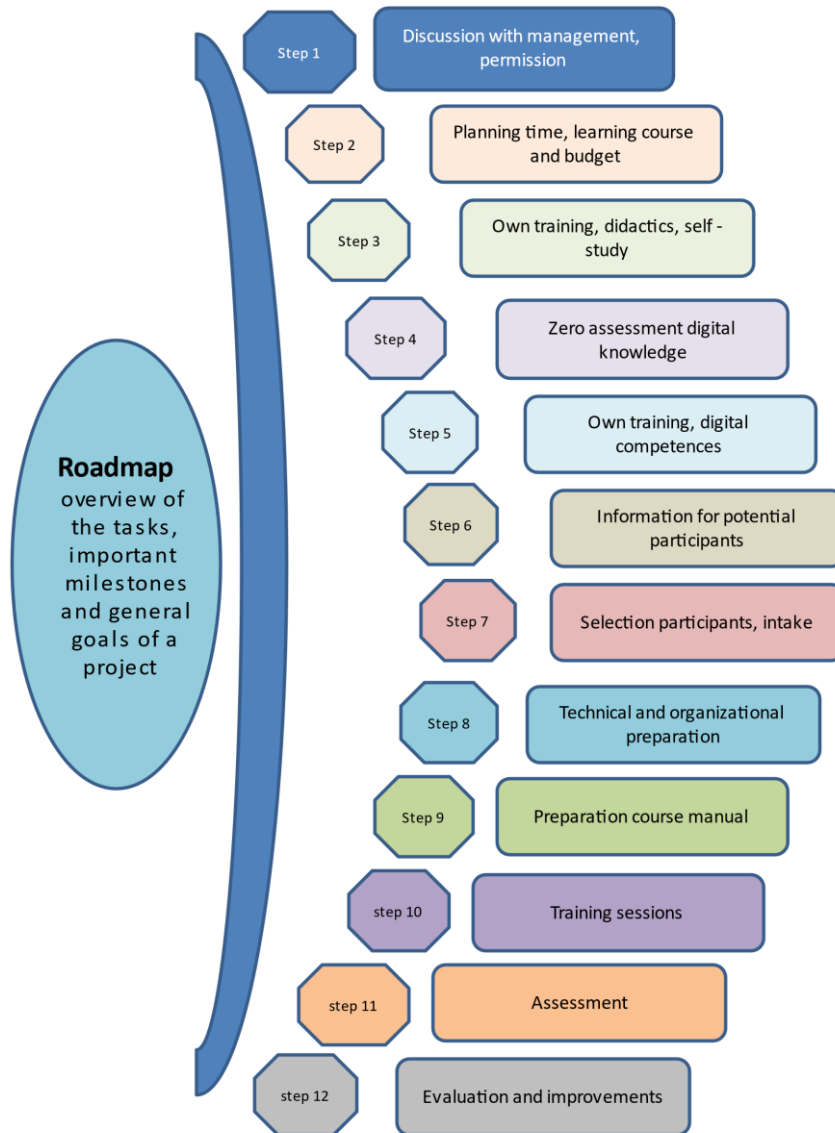 Step 1
Discussion with management,
permission
Step 2
Planning time, learning course
and budget
Step 3
Own training, didactics, self -
study
Step 4
Zero assessment digital
knowledge
Step 5
Own training, digital
competences
Roadmap
overview of
the tasks,
important
milestones
and general
goals of a
project
Step 6
Information for potential
participants
Step 7
Selection participants, intake
Step 8
Technical and organizational
preparation
Step 9
Preparation course manual
step 10
Training sessions
step 11
Assessment
step 12
Evaluation and improvements